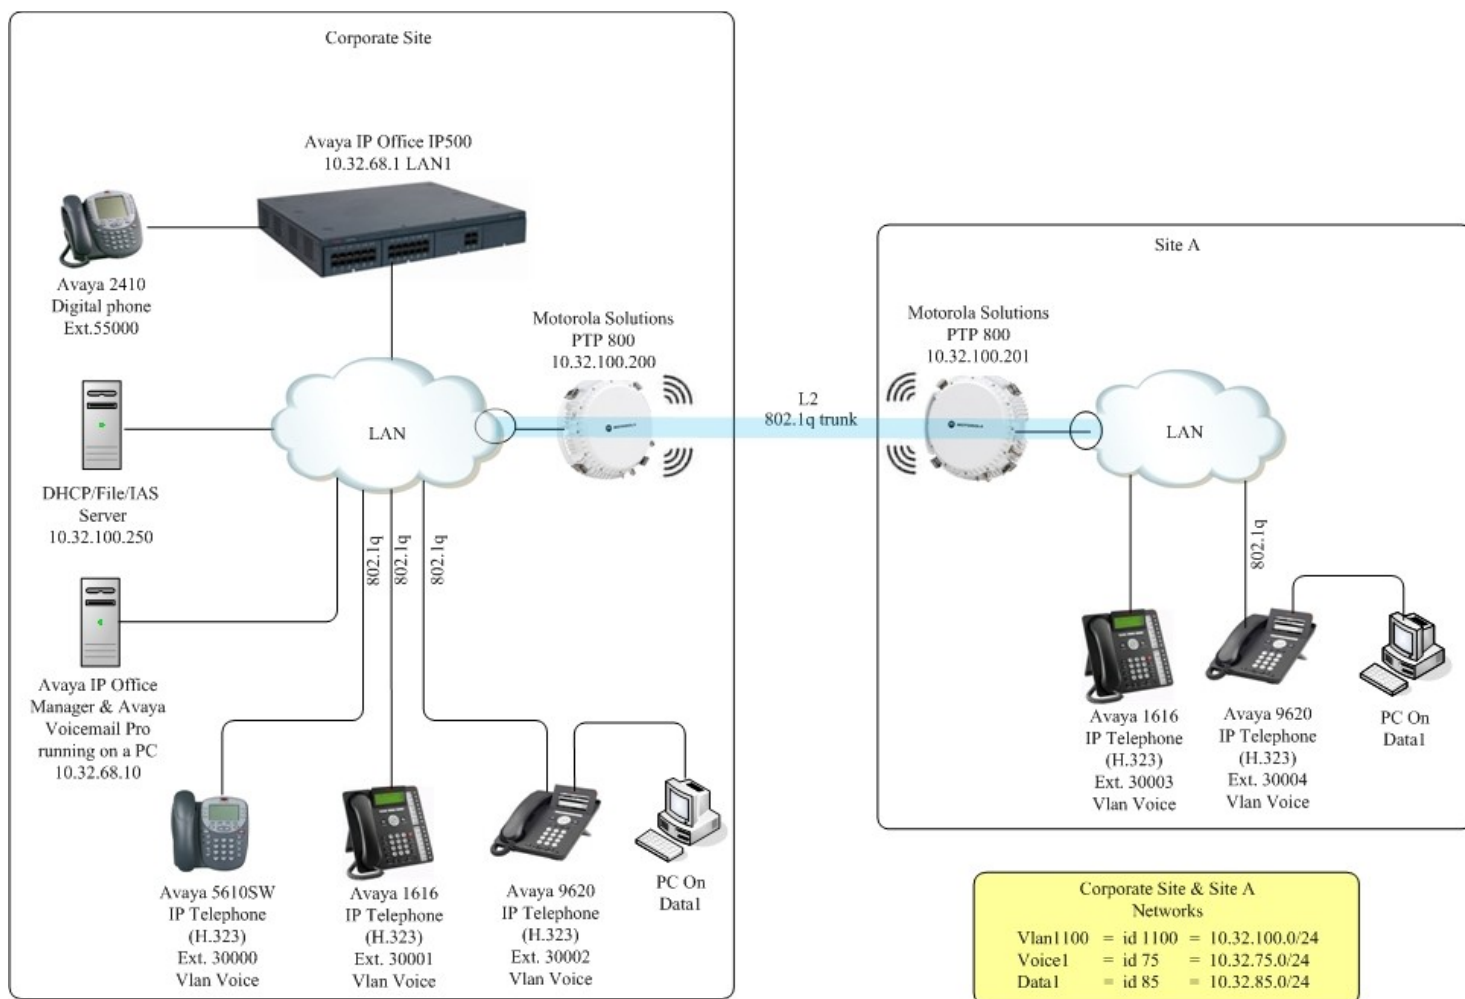 Corporate Site
Avaya IP Office IP500
10.32.68.1 LAN1
Avaya 2410
Digital phone
Ext.55000
Motorola Solutions
PTP 800
10.32.100.200
LAN
DHCP/File/IAS
Server
10.32.100.250
802.1q
802.1q
802.1q
Avaya IP Office
Manager & Avaya
Voicemail Pro
running on a PC
10.32.68.10
Avaya 5610SW
IP Telephone
(H.323)
Ext. 30000
Vlan Voice
Avaya 1616
IP Telephone
(H.323)
Ext. 30001
Vlan Voice
Avaya 9620
IP Telephone
(H.323)
Ext. 30002
Vlan Voice
PC On
Data1
L2
802.1q trunk
Site A
Motorola Solutions
PTP 800
10.32.100.201
LAN
802.1q
Avaya 1616
IP Telephone
(H.323)
Ext. 30003
Vlan Voice
Avaya 9620
IP Telephone
(H.323)
Ext. 30004
Vlan Voice
PC On
Data1
Corporate Site & Site A
Networks
Vlan1100 = id 1100 = 10.32.100.0/24
Voice1 = id 75 = 10.32.75.0/24
Data1 = id 85 = 10.32.85.0/24